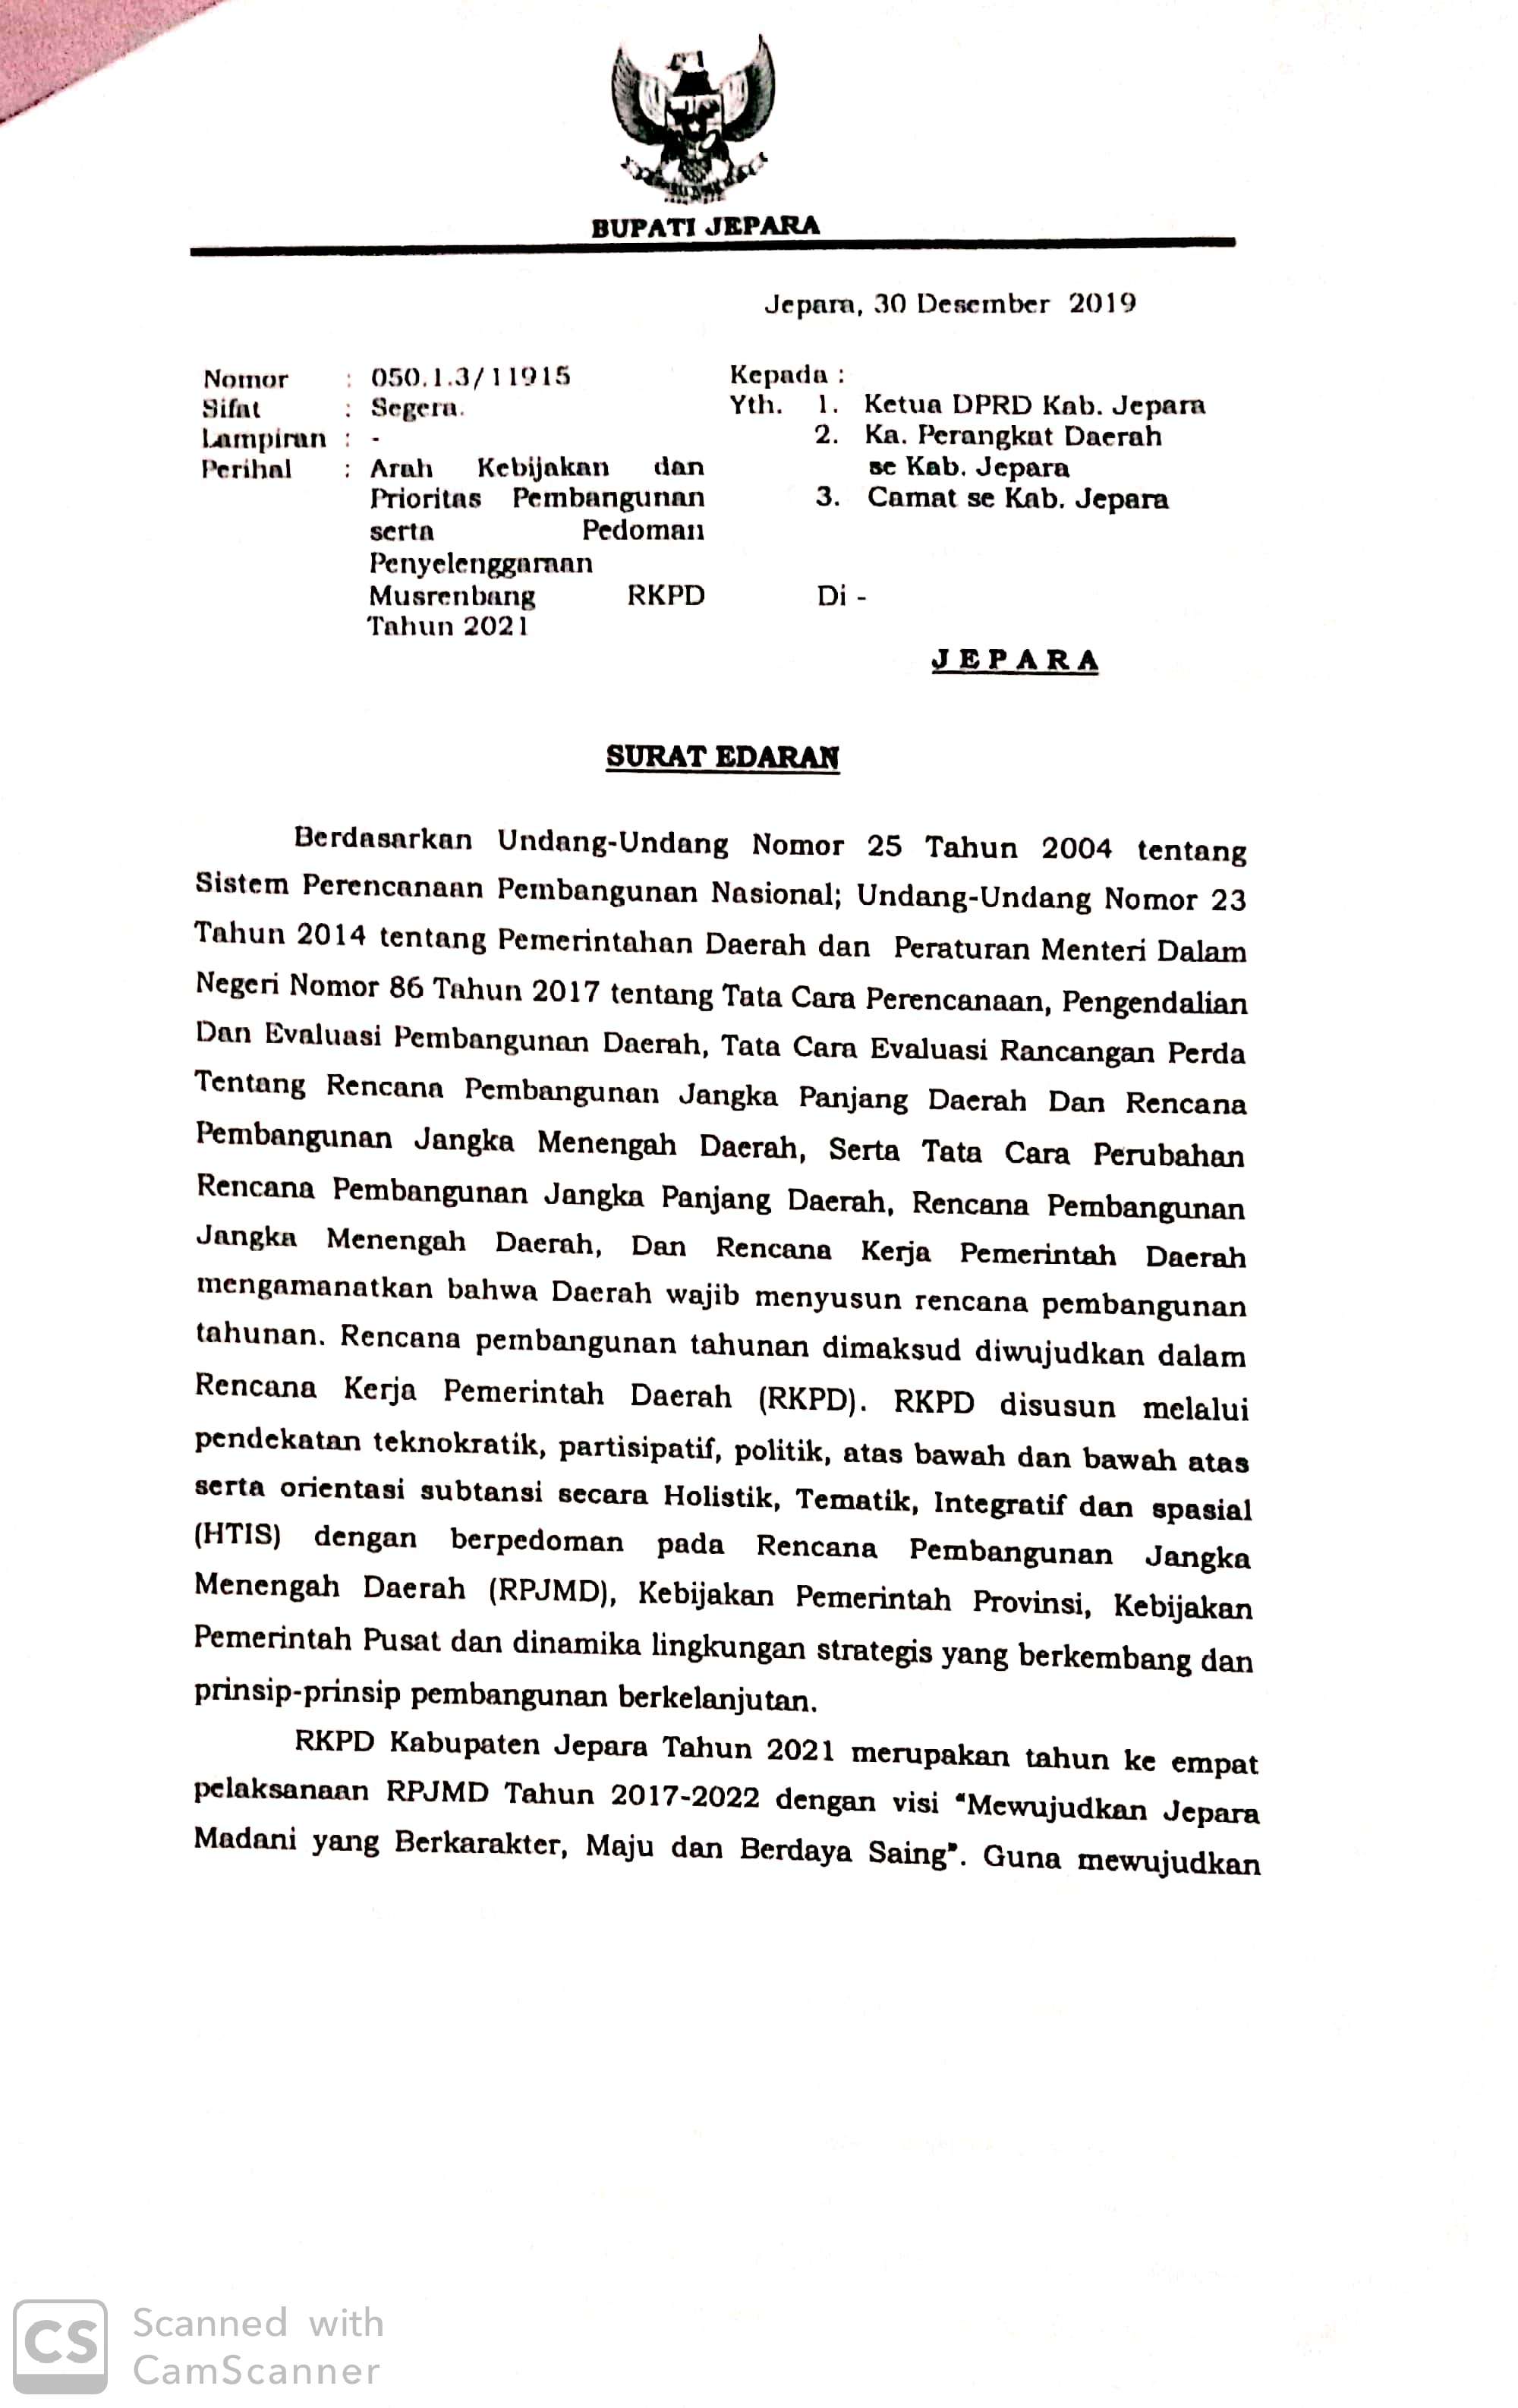 BUPATI JEPARA
Jepara, 30 Desember 2019
Nomor : 050.1.3/11915
Sifat : Segera.
Lampiran : -
Perihal : Arah Kebijakan dan
Prioritas Pembangunan
serta Pedoman
Penyelenggaraan
Musrenbang RKPD
Tahun 2021
Kepada :
Yth. 1. Ketua DPRD Kab. Jepara
2. Ka. Perangkat Daerah
se Kab. Jepara
3. Camat se Kab. Jepara
Di -
JEPARA
SURAT EDARAN
Berdasarkan Undang-Undang Nomor 25 Tahun 2004 tentang
Sistem Perencanaan Pembangunan Nasional; Undang-Undang Nomor 23
Tahun 2014 tentang Pemerintahan Daerah dan Peraturan Menteri Dalam
Negeri Nomor 86 Tahun 2017 tentang Tata Cara Perencanaan, Pengendalian
Dan Evaluasi Pembangunan Daerah, Tata Cara Evaluasi Rancangan Perda
Tentang Rencana Pembangunan Jangka Panjang Daerah Dan Rencana
Pembangunan Jangka Menengah Daerah, Serta Tata Cara Perubahan
Rencana Pembangunan Jangka Panjang Daerah, Rencana Pembangunan
Jangka Menengah Daerah, Dan Rencana Kerja Pemerintah Daerah
mengamanatkan bahwa Daerah wajib menyusun rencana pembangunan
tahunan. Rencana pembangunan tahunan dimaksud diwujudkan dalam
Rencana Kerja Pemerintah Daerah (RKPD). RKPD disusun melalui
pendekatan teknokratik, partisipatif, politik, atas bawah dan bawah atas
serta orientasi subtansi secara Holistik, Tematik, Integratif dan spasial
(HTIS) dengan berpedoman pada Rencana Pembangunan Jangka
Menengah Daerah (RPJMD), Kebijakan Pemerintah Provinsi, Kebijakan
Pemerintah Pusat dan dinamika lingkungan strategis yang berkembang dan
prinsip-prinsip pembangunan berkelanjutan.
RKPD Kabupaten Jepara Tahun 2021 merupakan tahun ke empat
pelaksanaan RPJMD Tahun 2017-2022 dengan visi “Mewujudkan Jepara
Madani yang Berkarakter, Maju dan Berdaya Saing”. Guna mewujudkan
CS Scanned with
CamScanner